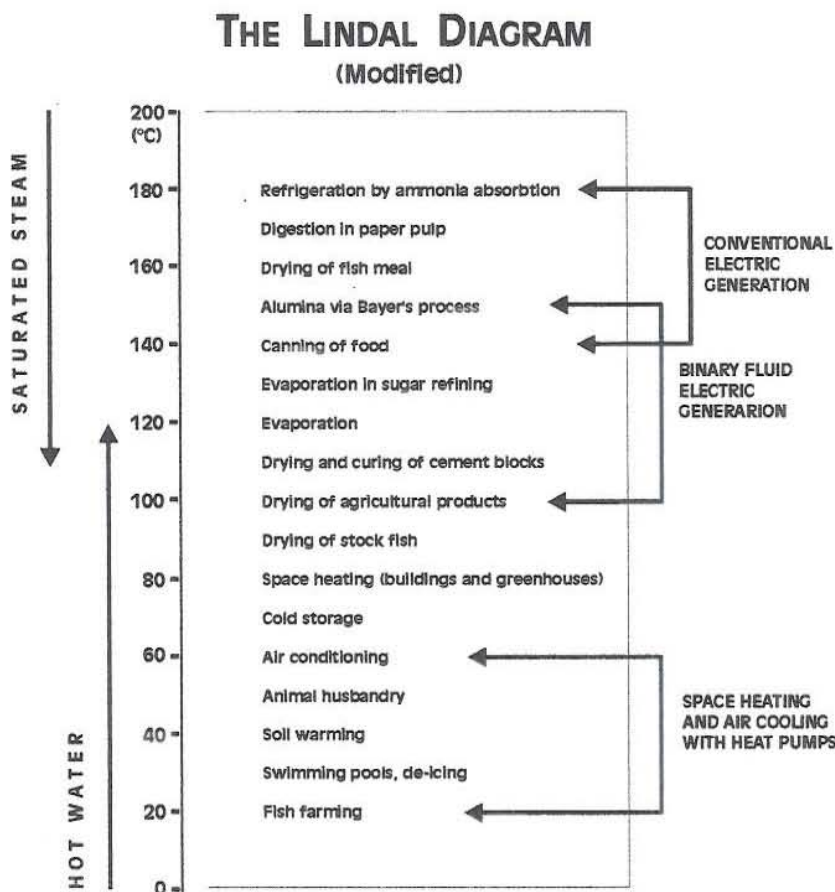 THE LINDAL DIAGRAM
(Modified)
200
(°C)
180
160
140
120
100
80
60
40
20
0
SATURATED STEAM
HOT WATER
Refrigeration by ammonia absorbtion
Digestion in paper pulp
Drying of fish meal
Alumina via Bayer's process
Canning of food
Evaporation in sugar refining
Evaporation
Drying and curing of cement blocks
Drying of agricultural products
Drying of stock fish
Space heating (buildings and greenhouses)
Cold storage
Air conditioning
Animal husbandry
Soil warming
Swimming pools, de-icing
Fish farming
CONVENTIONAL
ELECTRIC
GENERATION
BINARY FLUID
ELECTRIC
GENERARION
SPACE HEATING
AND AIR COOLING
WITH HEAT PUMPS